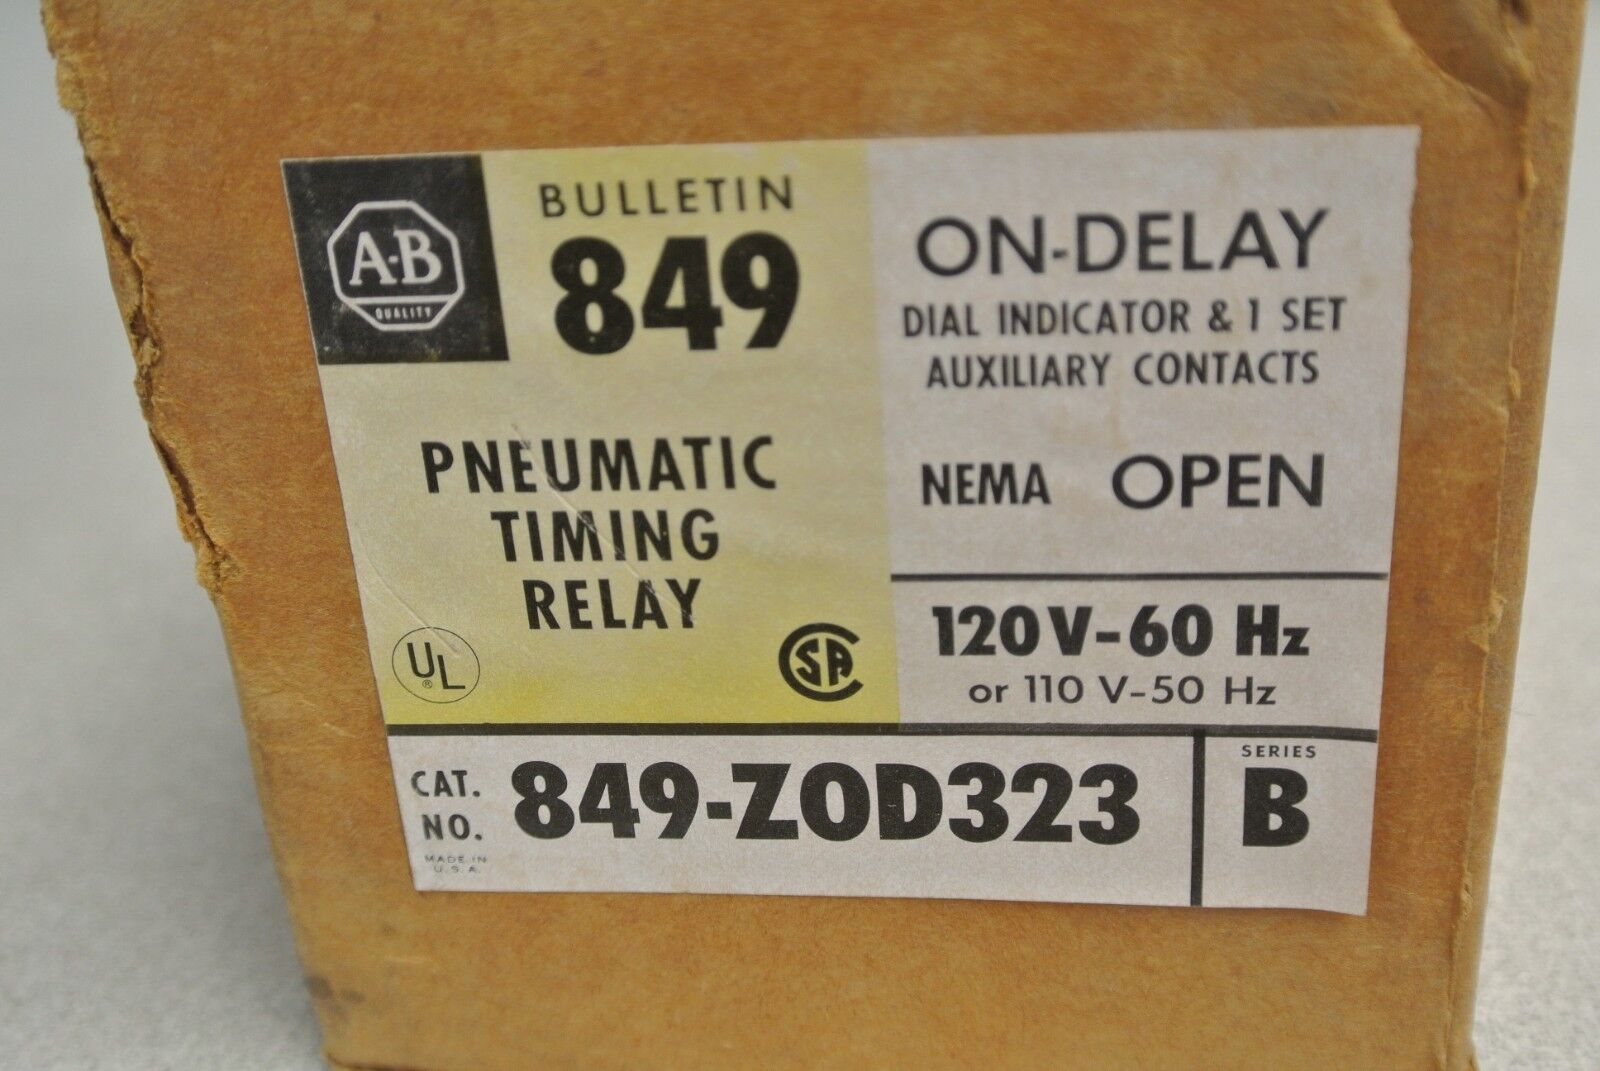 A-B
QUALITY
BULLETIN
849
PNEUMATIC
TIMING
RELAY
UL
®
CSA
ON-DELAY
DIAL INDICATOR & 1 SET
AUXILIARY CONTACTS
NEMA OPEN
120V-60 Hz
or 110 V-50 Hz
CAT.
NO.
849-ZOD323
MADE IN
U.S.A.
SERIES
B